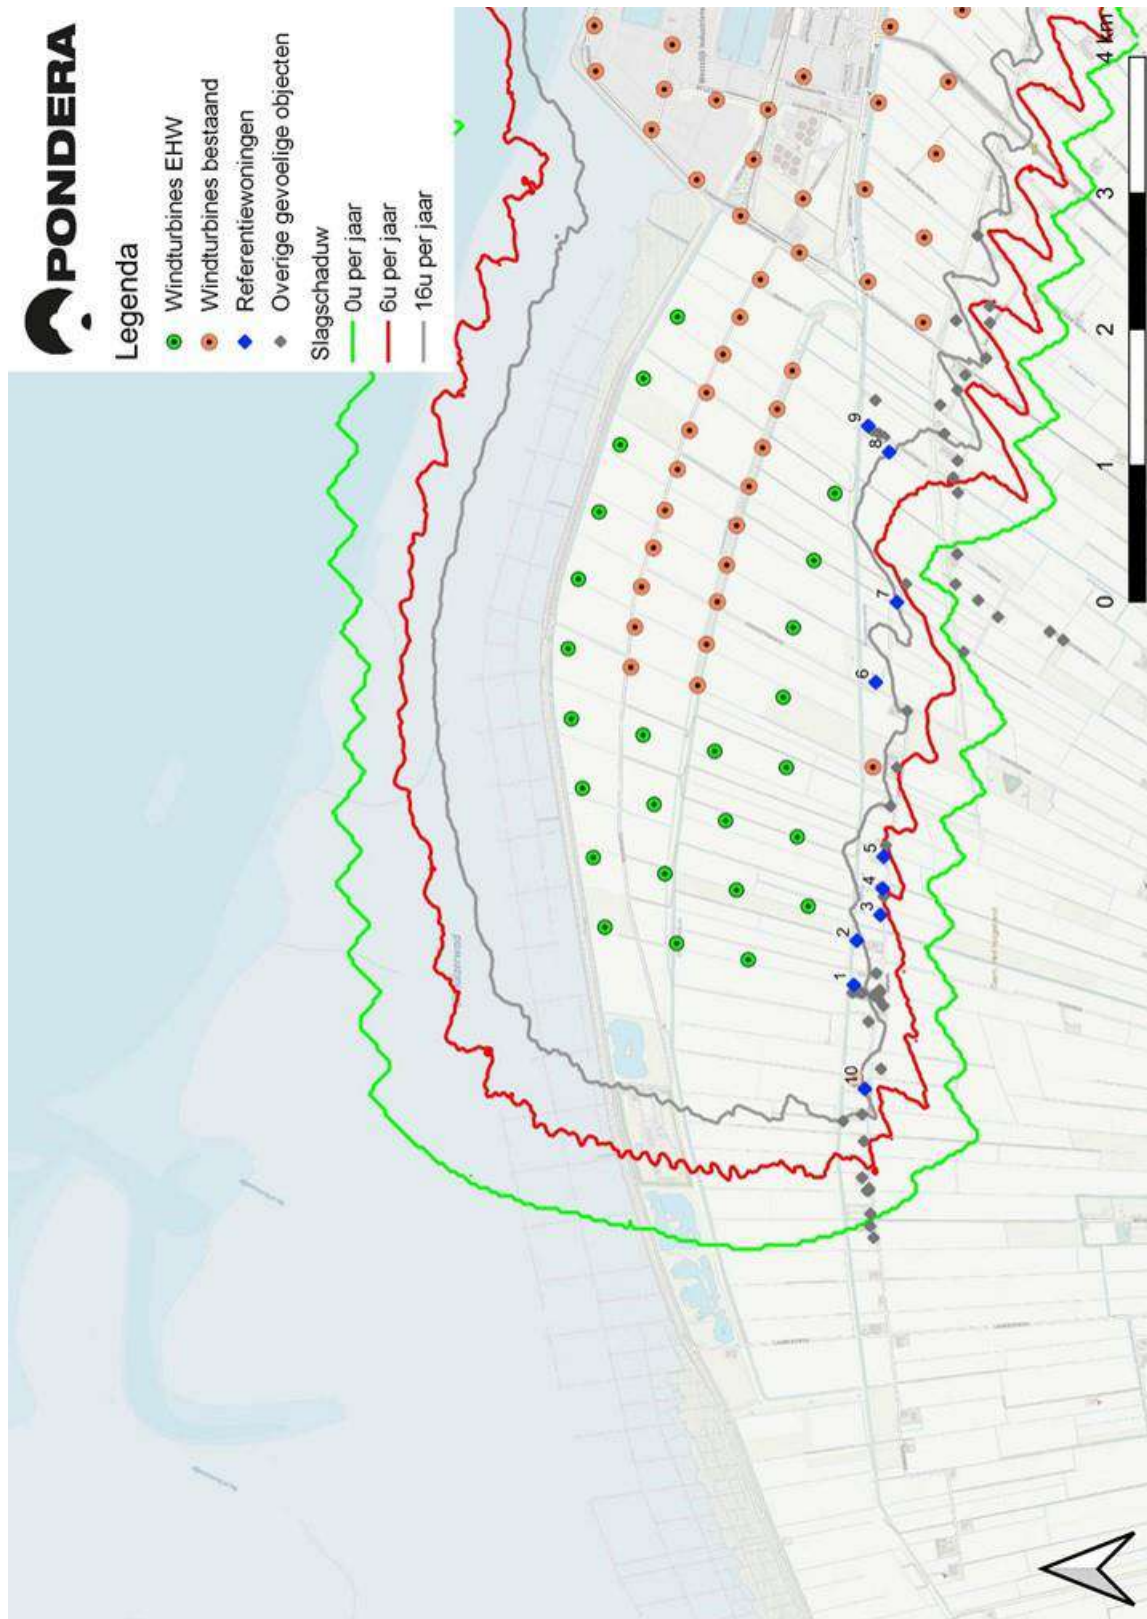 PONDERA
Legenda
Windturbines EHW
Windturbines bestaand
Referentiewoningen
Overige gevoelige objecten
Slagschaduw
0u per jaar
6u per jaar
16u per jaar
10
1
2
3
4
5
6
7
8
9
0
1
2
3
4 km